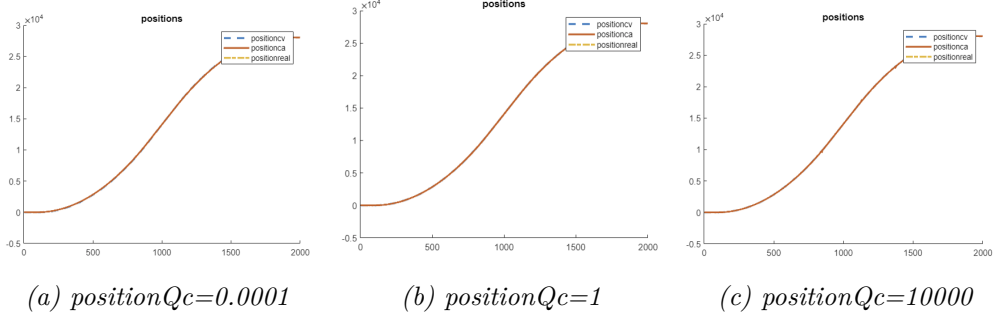 ×10⁴
positions
3
2.5
2
1.5
1
0.5
0
-0.5
0
500
1000
1500
2000
positioncv
positionca
positionreal
(a) positionQc=0.0001
×10⁴
positions
3
2.5
2
1.5
1
0.5
0
-0.5
0
500
1000
1500
2000
positioncv
positionca
positionreal
(b) positionQc=1
×10⁴
positions
3
2.5
2
1.5
1
0.5
0
-0.5
0
500
1000
1500
2000
positioncv
positionca
positionreal
(c) positionQc=10000